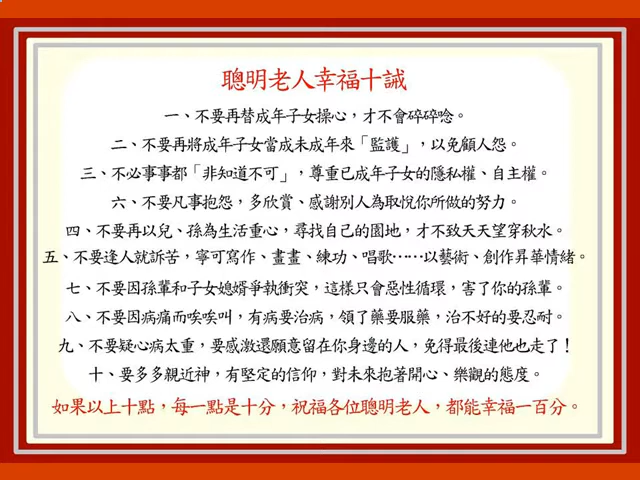 聰明老人幸福十誡
一、不要再替成年子女操心，才不會碎碎唸。
二、不要再將成年子女當成未成年來「監護」，以免顧人怨。
三、不必事事都「非知道不可」，尊重已成年子女的隱私權、自主權。
六、不要凡事抱怨，多欣賞、感謝別人為取悅你所做的努力。
四、不要再以兒、孫為生活重心，尋找自己的園地，才不致天天望穿秋水。
五、不要逢人就訴苦，寧可寫作、畫畫、練功、唱歌……以藝術、創作昇華情緒。
七、不要因孫輩和子女媳婿爭執衝突，這樣只會惡性循環，害了你的孫輩。
八、不要因病痛而唉唉叫，有病要治病，領了藥要服藥，治不好的要忍耐。
九、不要疑心病太重，要感激還願意留在你身邊的人，免得最後連他也走了！
十、要多多親近神，有堅定的信仰，對未來抱著開心、樂觀的態度。
如果以上十點，每一點是十分，祝福各位聰明老人，都能幸福一百分。